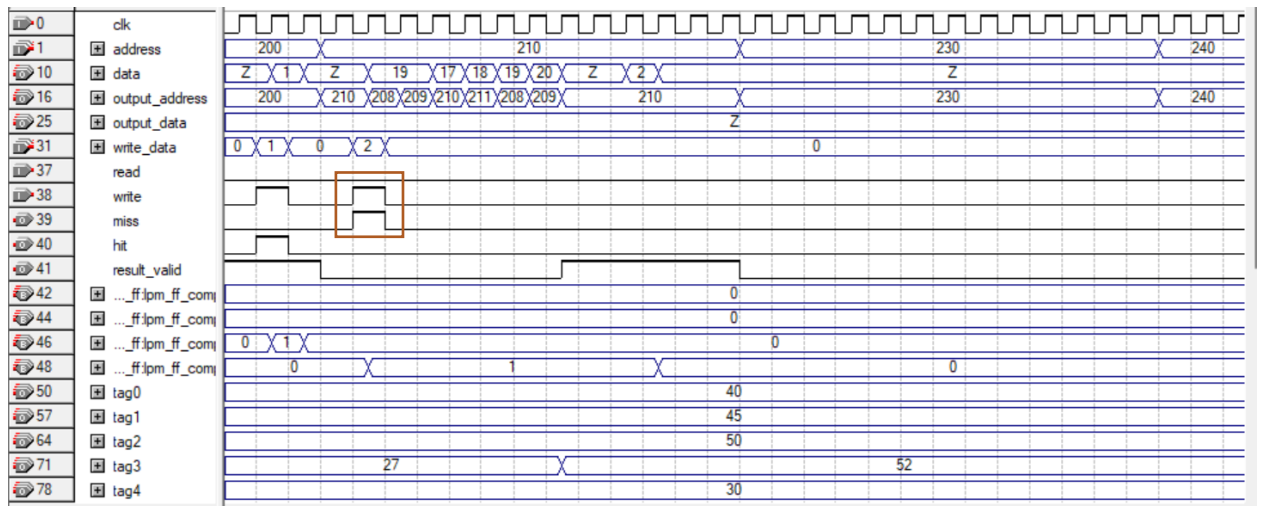 0 clk
1 address 200 210 230 240
10 data Z 1 Z 19 17 18 19 20 Z 2 Z
16 output_address 200 210 208 209 210 211 208 209 210 230 240
25 output_data Z
31 write_data 0 1 0 2 0
37 read
38 write
39 miss
40 hit
41 result_valid
42 ..._ff:lpm_ff_com 0
44 ..._ff:lpm_ff_com 0
46 ..._ff:lpm_ff_com 0 1 0
48 ..._ff:lpm_ff_com 0 1 0
50 tag0 40
57 tag1 45
64 tag2 50
71 tag3 27 52
78 tag4 30